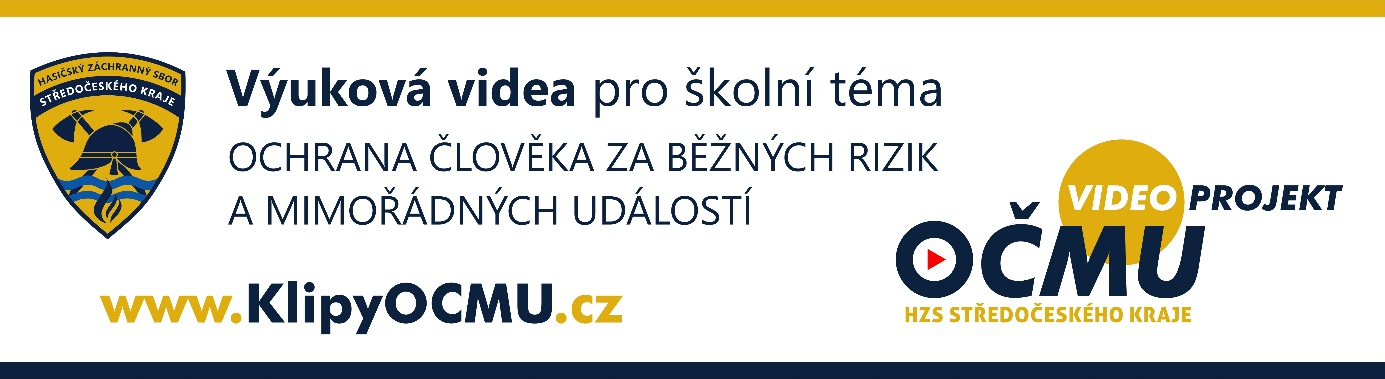 HASIČSKÝ ZÁCHRANNÝ SBOR
STŘEDOČESKÉHO KRAJE
Výuková videa pro školní téma
OCHRANA ČLOVĚKA ZA BĚŽNÝCH RIZIK
A MIMOŘÁDNÝCH UDÁLOSTÍ
www.KlipyOCMU.cz
VIDEO PROJEKT
OČMU
HZS STŘEDOČESKÉHO KRAJE